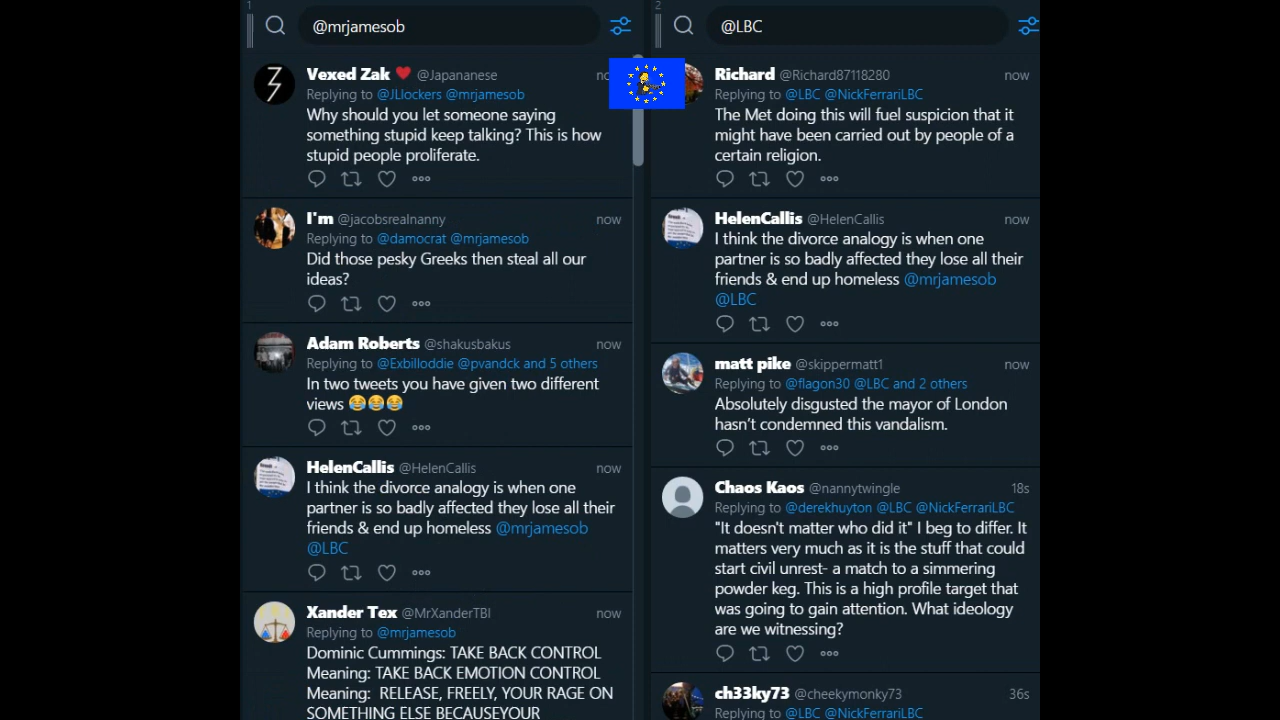 1
@mrjamesob
Vexed Zak ❤ @Japananese
Replying to @JLlockers @mrjamesob
Why should you let someone saying
something stupid keep talking? This is how
stupid people proliferate.
I'm @jacobsrealnanny now
Replying to @damocrat @mrjamesob
Did those pesky Greeks then steal all our
ideas?
Adam Roberts @shakusbakus now
Replying to @Exbilloddie @pvandck and 5 others
In two tweets you have given two different
views 😂😂😂
HelenCallis @HelenCallis now
I think the divorce analogy is when one
partner is so badly affected they lose all their
friends & end up homeless @mrjamesob
@LBC
Xander Tex @MrXanderTBI now
Replying to @mrjamesob
Dominic Cummings: TAKE BACK CONTROL
Meaning: TAKE BACK EMOTION CONTROL
Meaning: RELEASE, FREELY, YOUR RAGE ON
SOMETHING ELSE BECAUSEYOUR
2
@LBC
Richard @Richard87118280 now
Replying to @LBC @NickFerrariLBC
The Met doing this will fuel suspicion that it
might have been carried out by people of a
certain religion.
HelenCallis @HelenCallis now
I think the divorce analogy is when one
partner is so badly affected they lose all their
friends & end up homeless @mrjamesob
@LBC
matt pike @skippermatt1 now
Replying to @flagon30 @LBC and 2 others
Absolutely disgusted the mayor of London
hasn’t condemned this vandalism.
Chaos Kaos @nannytwingle 18s
Replying to @derekhuyton @LBC @NickFerrariLBC
"It doesn't matter who did it" I beg to differ. It
matters very much as it is the stuff that could
start civil unrest- a match to a simmering
powder keg. This is a high profile target that
was going to gain attention. What ideology
are we witnessing?
ch33ky73 @cheekymonky73 36s
Replying to @LBC @NickFerrariLBC